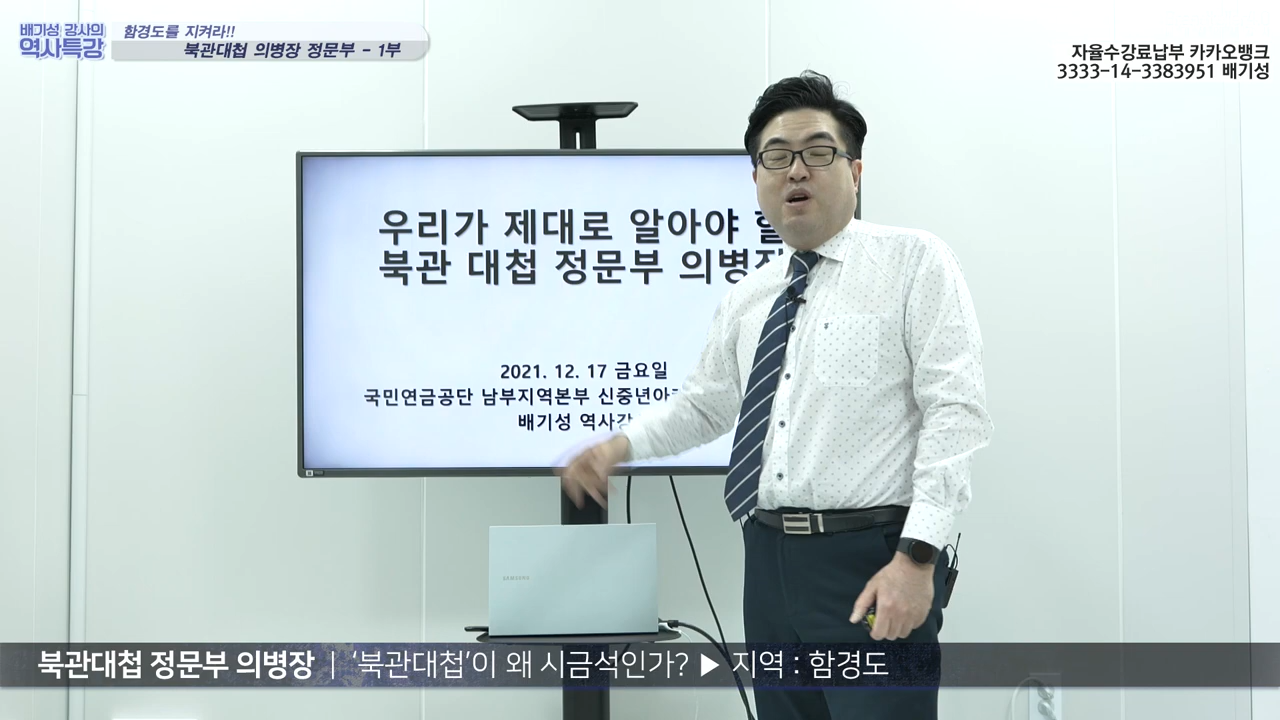 배기성 강사의
역사특강
함경도를 지켜라!!
북관대첩 의병장 정문부 - 1부
자율수강료납부 카카오뱅크
3333-14-3383951 배기성
우리가 제대로 알아야 할
북관 대첩 정문부 의병장
2021. 12. 17 금요일
국민연금공단 남부지역본부 신중년아
배기성 역사강
SAMSUNG
북관대첩 정문부 의병장 | ‘북관대첩’이 왜 시금석인가? ▶ 지역 : 함경도